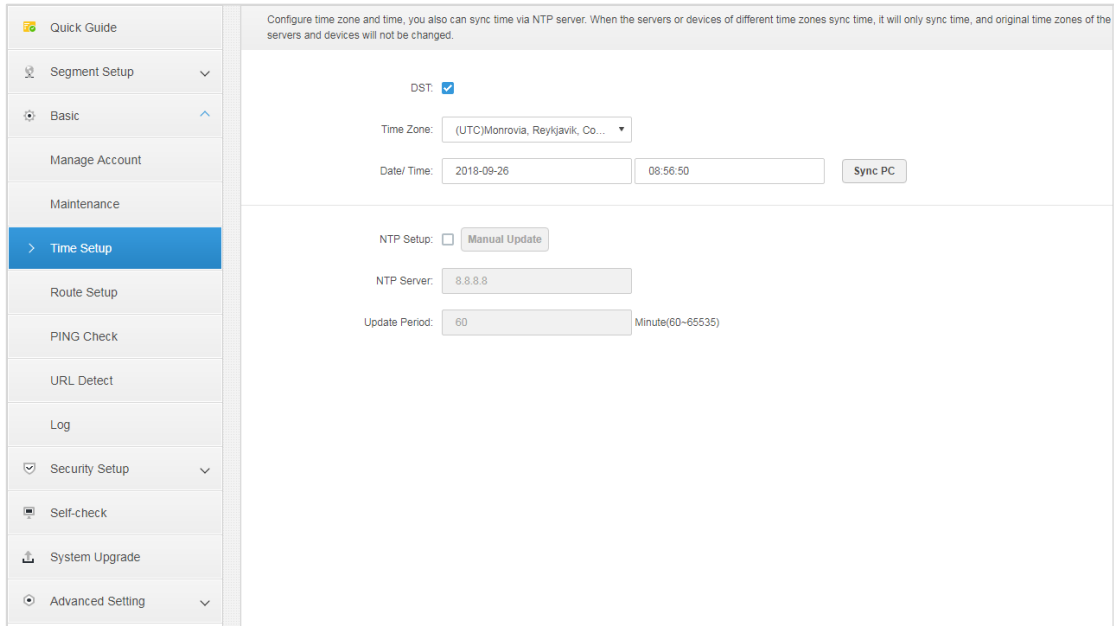 Quick Guide
Segment Setup
Basic
Manage Account
Maintenance
Time Setup
Route Setup
PING Check
URL Detect
Log
Security Setup
Self-check
System Upgrade
Advanced Setting
Configure time zone and time, you also can sync time via NTP server. When the servers or devices of different time zones sync time, it will only sync time, and original time zones of the
servers and devices will not be changed.
DST:
Time Zone: (UTC)Monrovia, Reykjavik, Co...
Date/ Time: 2018-09-26 08:56:50 Sync PC
NTP Setup: Manual Update
NTP Server: 8.8.8.8
Update Period: 60 Minute(60~65535)